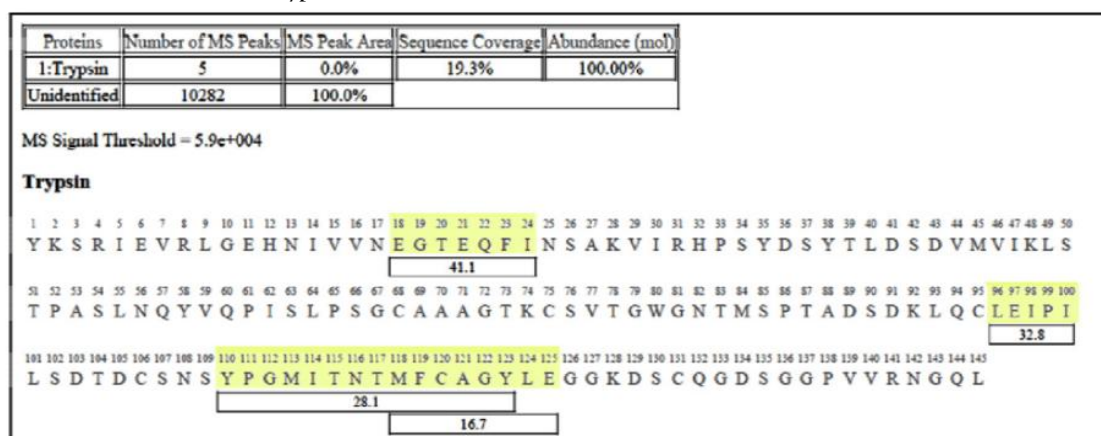 Proteins Number of MS Peaks MS Peak Area Sequence Coverage Abundance (mol)
1:Trypsin 5 0.0% 19.3% 100.00%
Unidentified 10282 100.0%
MS Signal Threshold = 5.9e+004
Trypsin
1 2 3 4 5 6 7 8 9 10 11 12 13 14 15 16 17 18 19 20 21 22 23 24 25 26 27 28 29 30 31 32 33 34 35 36 37 38 39 40 41 42 43 44 45 46 47 48 49 50
Y K S R I E V R L G E H N I V V N E G T E Q F I N S A K V I R H P S Y D S Y T L D S D V M V I K L S
41.1
51 52 53 54 55 56 57 58 59 60 61 62 63 64 65 66 67 68 69 70 71 72 73 74 75 76 77 78 79 80 81 82 83 84 85 86 87 88 89 90 91 92 93 94 95 96 97 98 99 100
T P A S L N Q Y V Q P I S L P S G C A A A G T K C S V T G W G N T M S P T A D S D K L Q C L E I P I
32.8
101 102 103 104 105 106 107 108 109 110 111 112 113 114 115 116 117 118 119 120 121 122 123 124 125 126 127 128 129 130 131 132 133 134 135 136 137 138 139 140 141 142 143 144 145
L S D T D C S N S Y P G M I T N T M F C A G Y L E G G K D S C Q G D S G G P V V R N G Q L
28.1
16.7